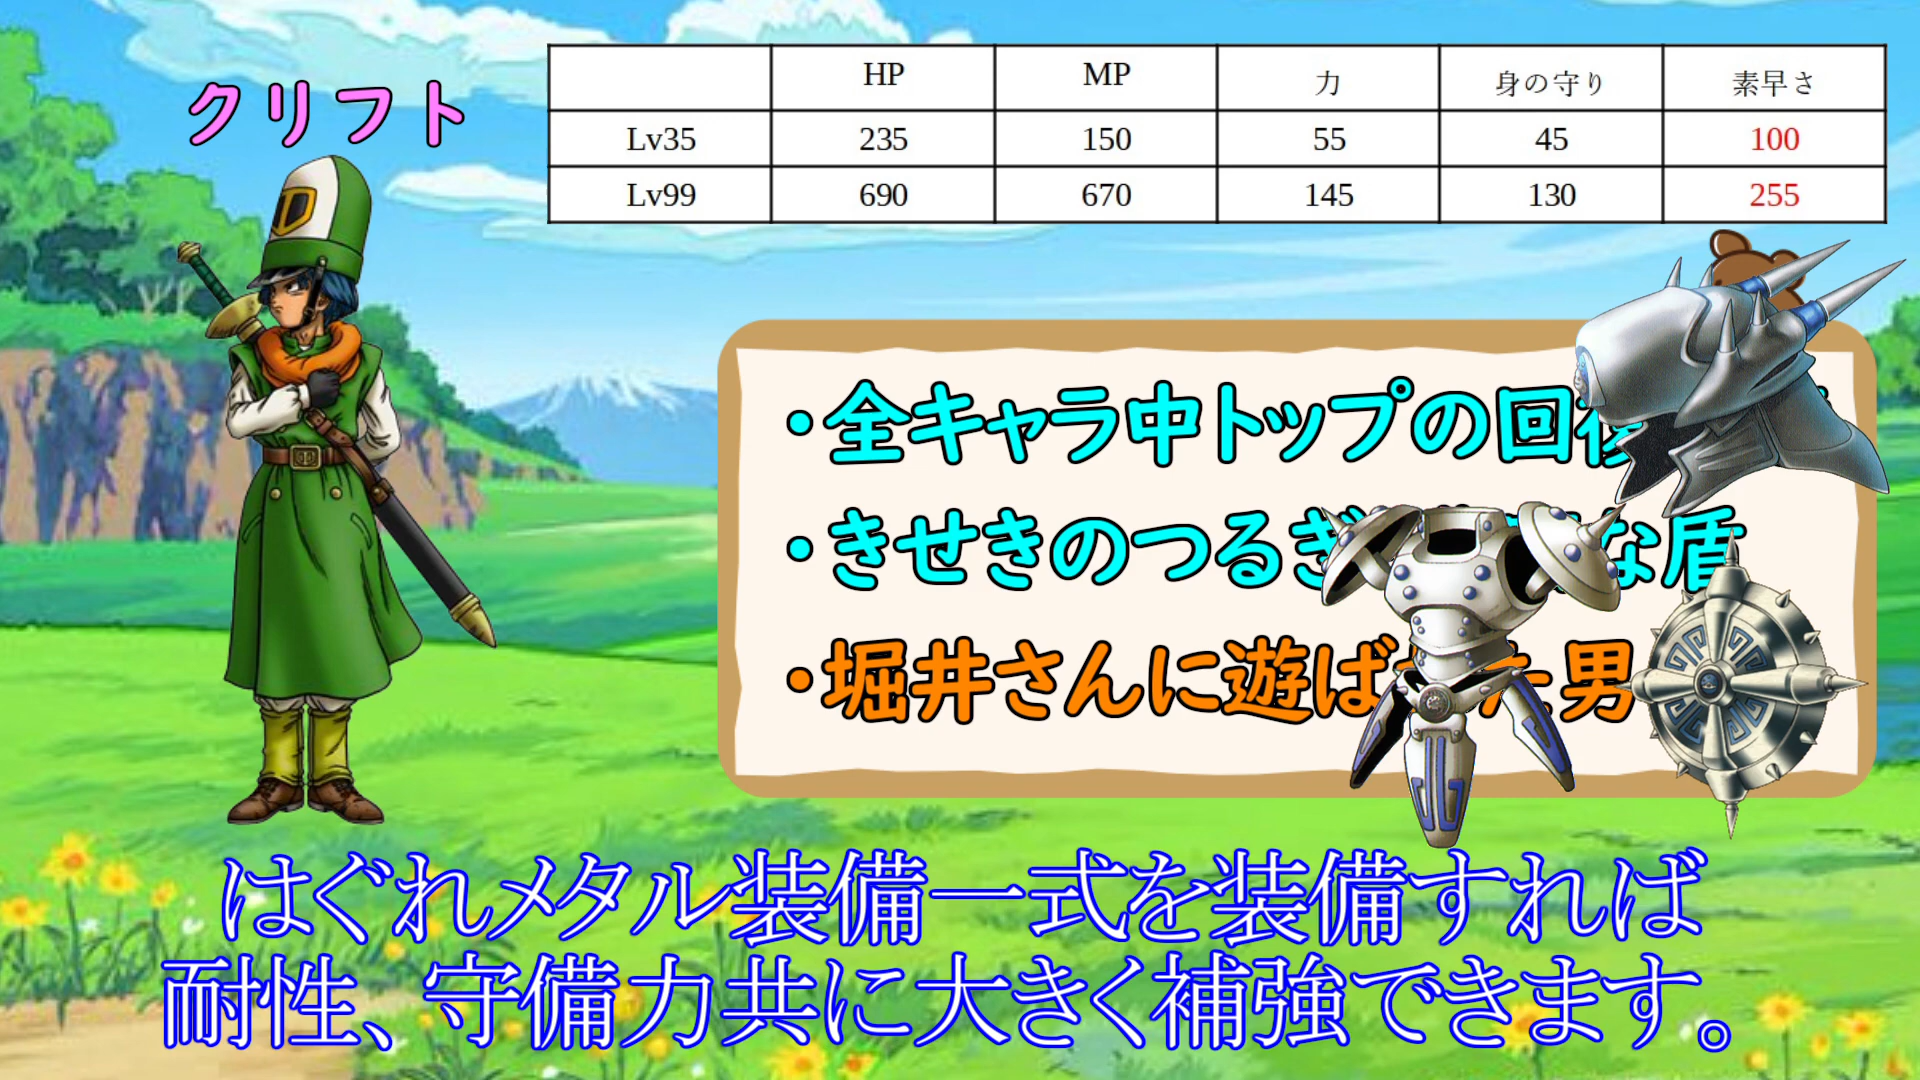 クリフト
HP MP 力 身の守り 素早さ
Lv35 235 150 55 45 100
Lv99 690 670 145 130 255
・全キャラ中トップの回復
・きせきのつるぎ な盾
・堀井さんに遊ば た男
はぐれメタル装備一式を装備すれば
耐性、守備力共に大きく補強できます。